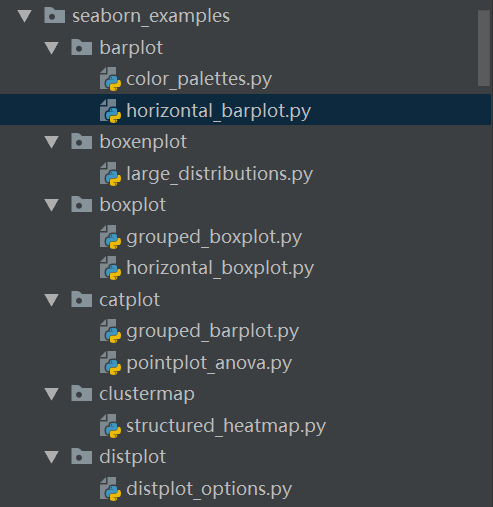 seaborn_examples
barplot
color_palettes.py
horizontal_barplot.py
boxenplot
large_distributions.py
boxplot
grouped_boxplot.py
horizontal_boxplot.py
catplot
grouped_barplot.py
pointplot_anova.py
clustermap
structured_heatmap.py
distplot
distplot_options.py